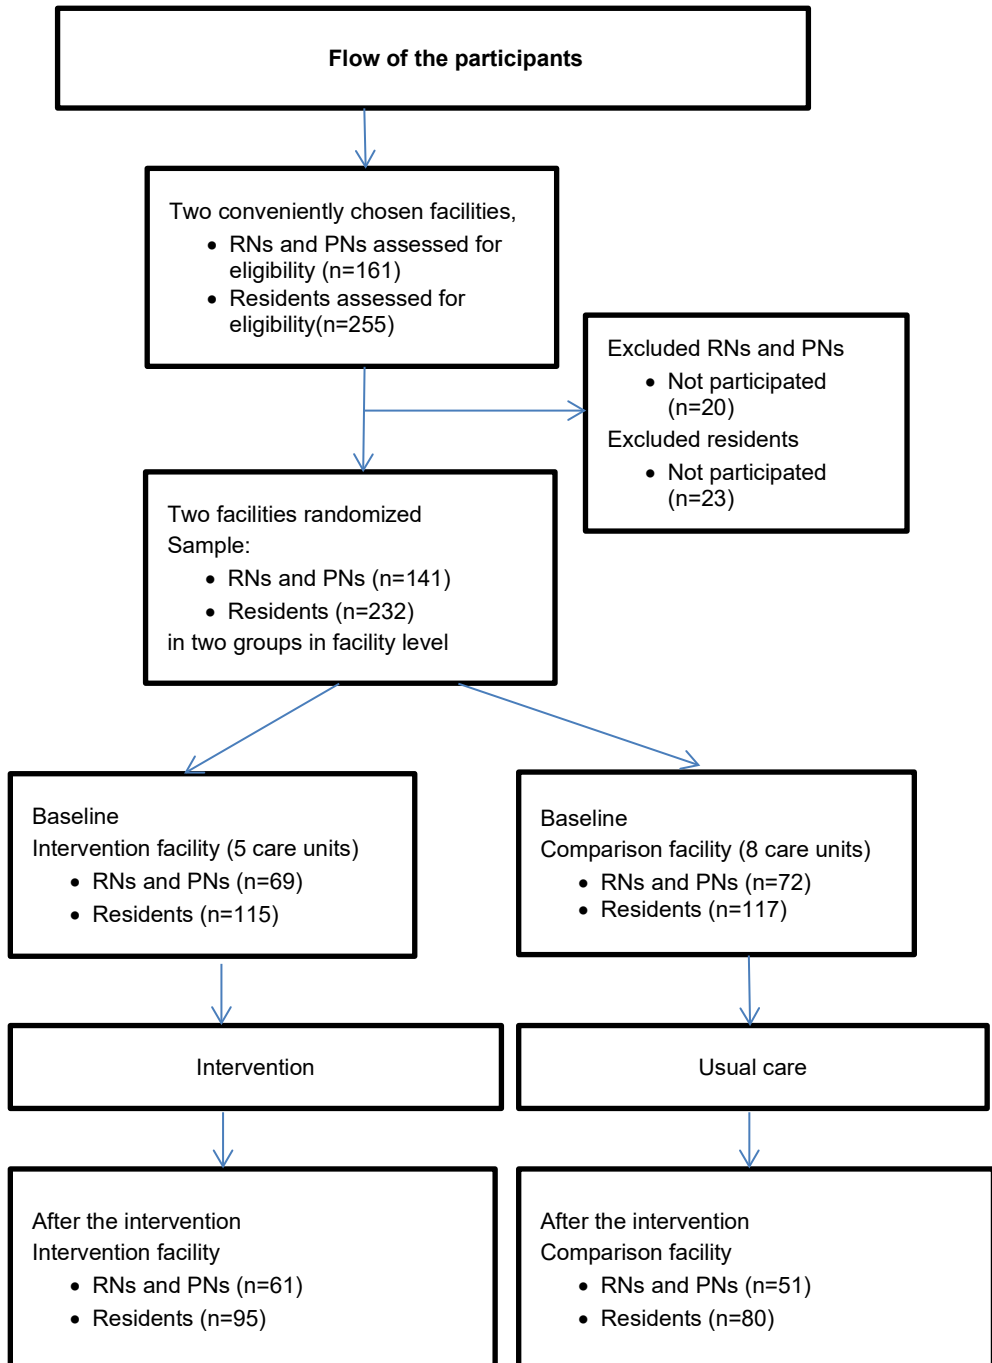 Flow of the participants
Two conveniently chosen facilities,
• RNs and PNs assessed for
eligibility (n=161)
• Residents assessed for
eligibility(n=255)
Excluded RNs and PNs
• Not participated
(n=20)
Excluded residents
• Not participated
(n=23)
Two facilities randomized
Sample:
• RNs and PNs (n=141)
• Residents (n=232)
in two groups in facility level
Baseline
Intervention facility (5 care units)
• RNs and PNs (n=69)
• Residents (n=115)
Baseline
Comparison facility (8 care units)
• RNs and PNs (n=72)
• Residents (n=117)
Intervention
Usual care
After the intervention
Intervention facility
• RNs and PNs (n=61)
• Residents (n=95)
After the intervention
Comparison facility
• RNs and PNs (n=51)
• Residents (n=80)